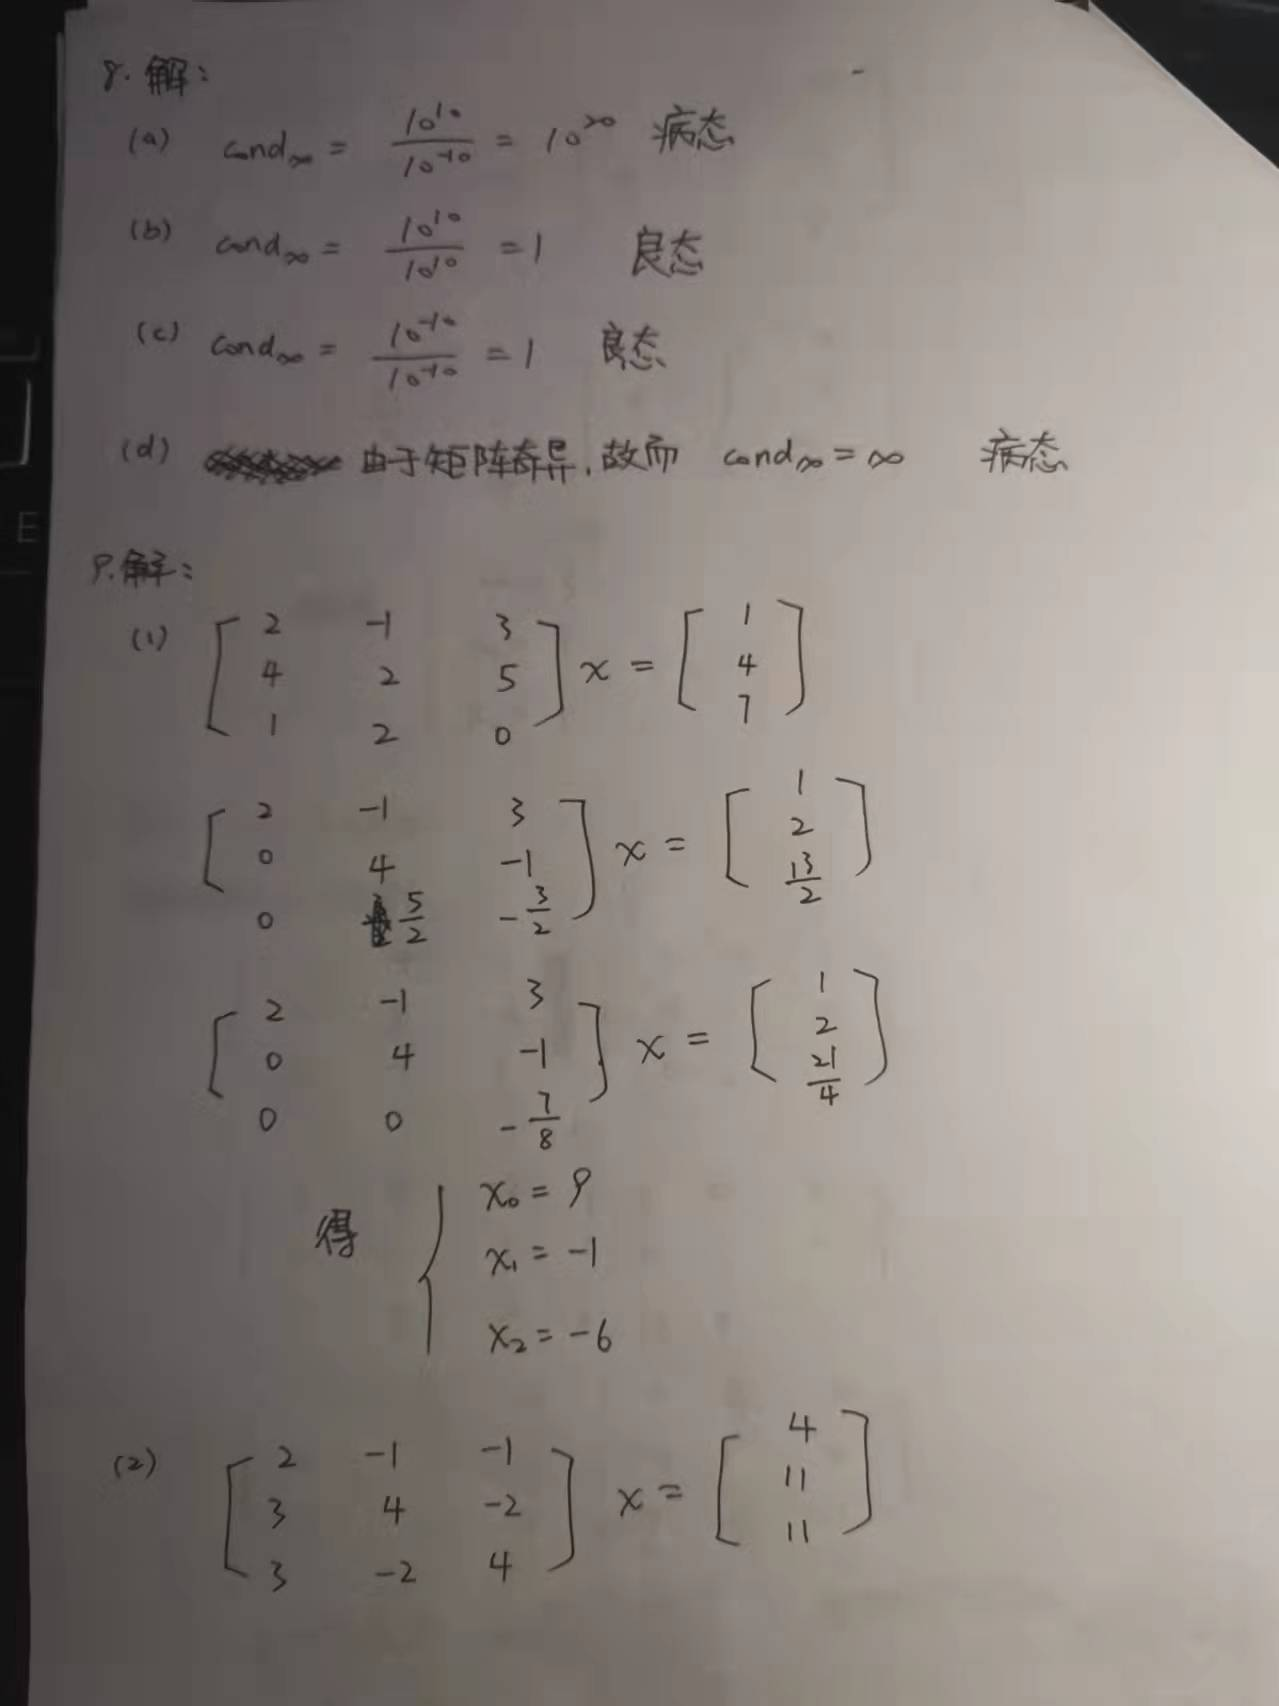 8. 解：
(a) cond∞ = 10^10 / 10^-10 = 10^20 病态
(b) cond∞ = 10^10 / 10^10 = 1 良态
(c) cond∞ = 10^-10 / 10^-10 = 1 良态
(d) 由于矩阵奇异，故而 cond∞ = ∞ 病态
9. 解：
(1) [ 2 -1 3 ] [ 1 ]
[ 4 2 5 ] x = [ 4 ]
[ 1 2 0 ] [ 7 ]
[ 2 -1 3 ] [ 1 ]
[ 0 4 -1 ] x = [ 2 ]
[ 0 5/2 -3/2 ] [ 13/2 ]
[ 2 -1 3 ] [ 1 ]
[ 0 4 -1 ] x = [ 2 ]
[ 0 0 -7/8 ] [ 21/4 ]
得 { x₀ = 9
x₁ = -1
x₂ = -6
(2) [ 2 -1 -1 ] [ 4 ]
[ 3 4 -2 ] x = [ 11 ]
[ 3 -2 4 ] [ 11 ]
E